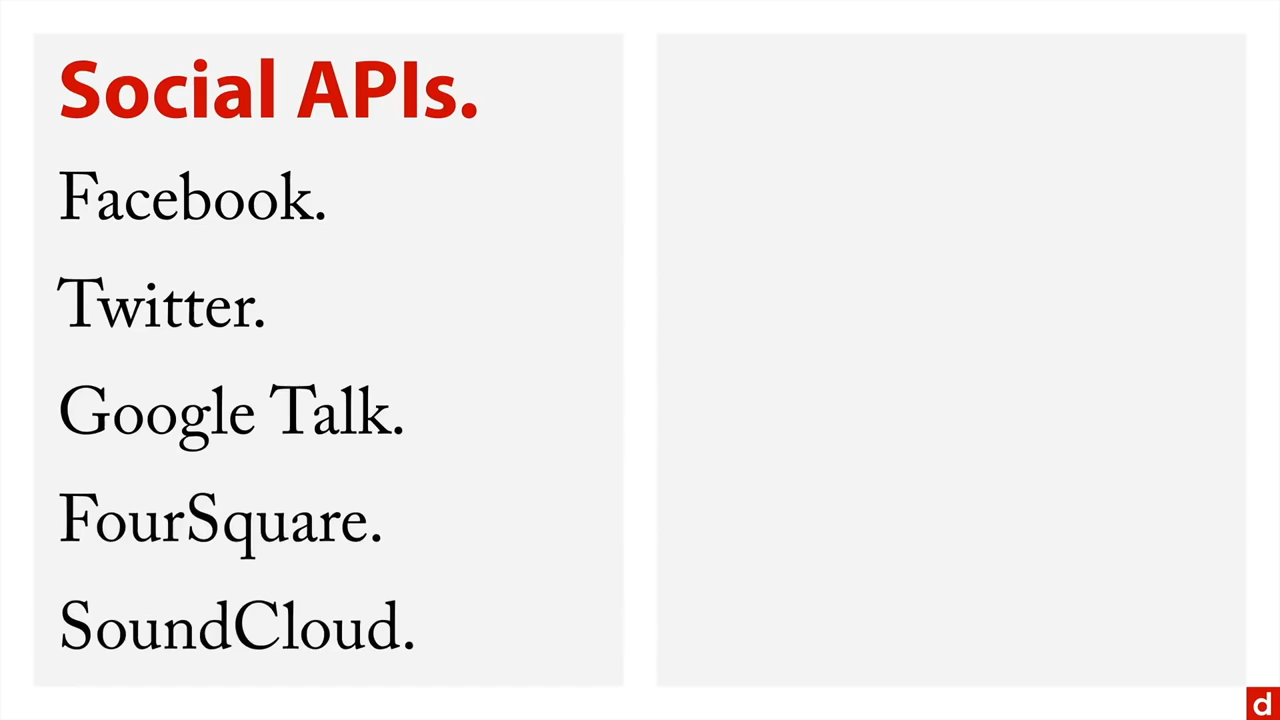 Social APIs.
Facebook.
Twitter.
Google Talk.
FourSquare.
SoundCloud.
d